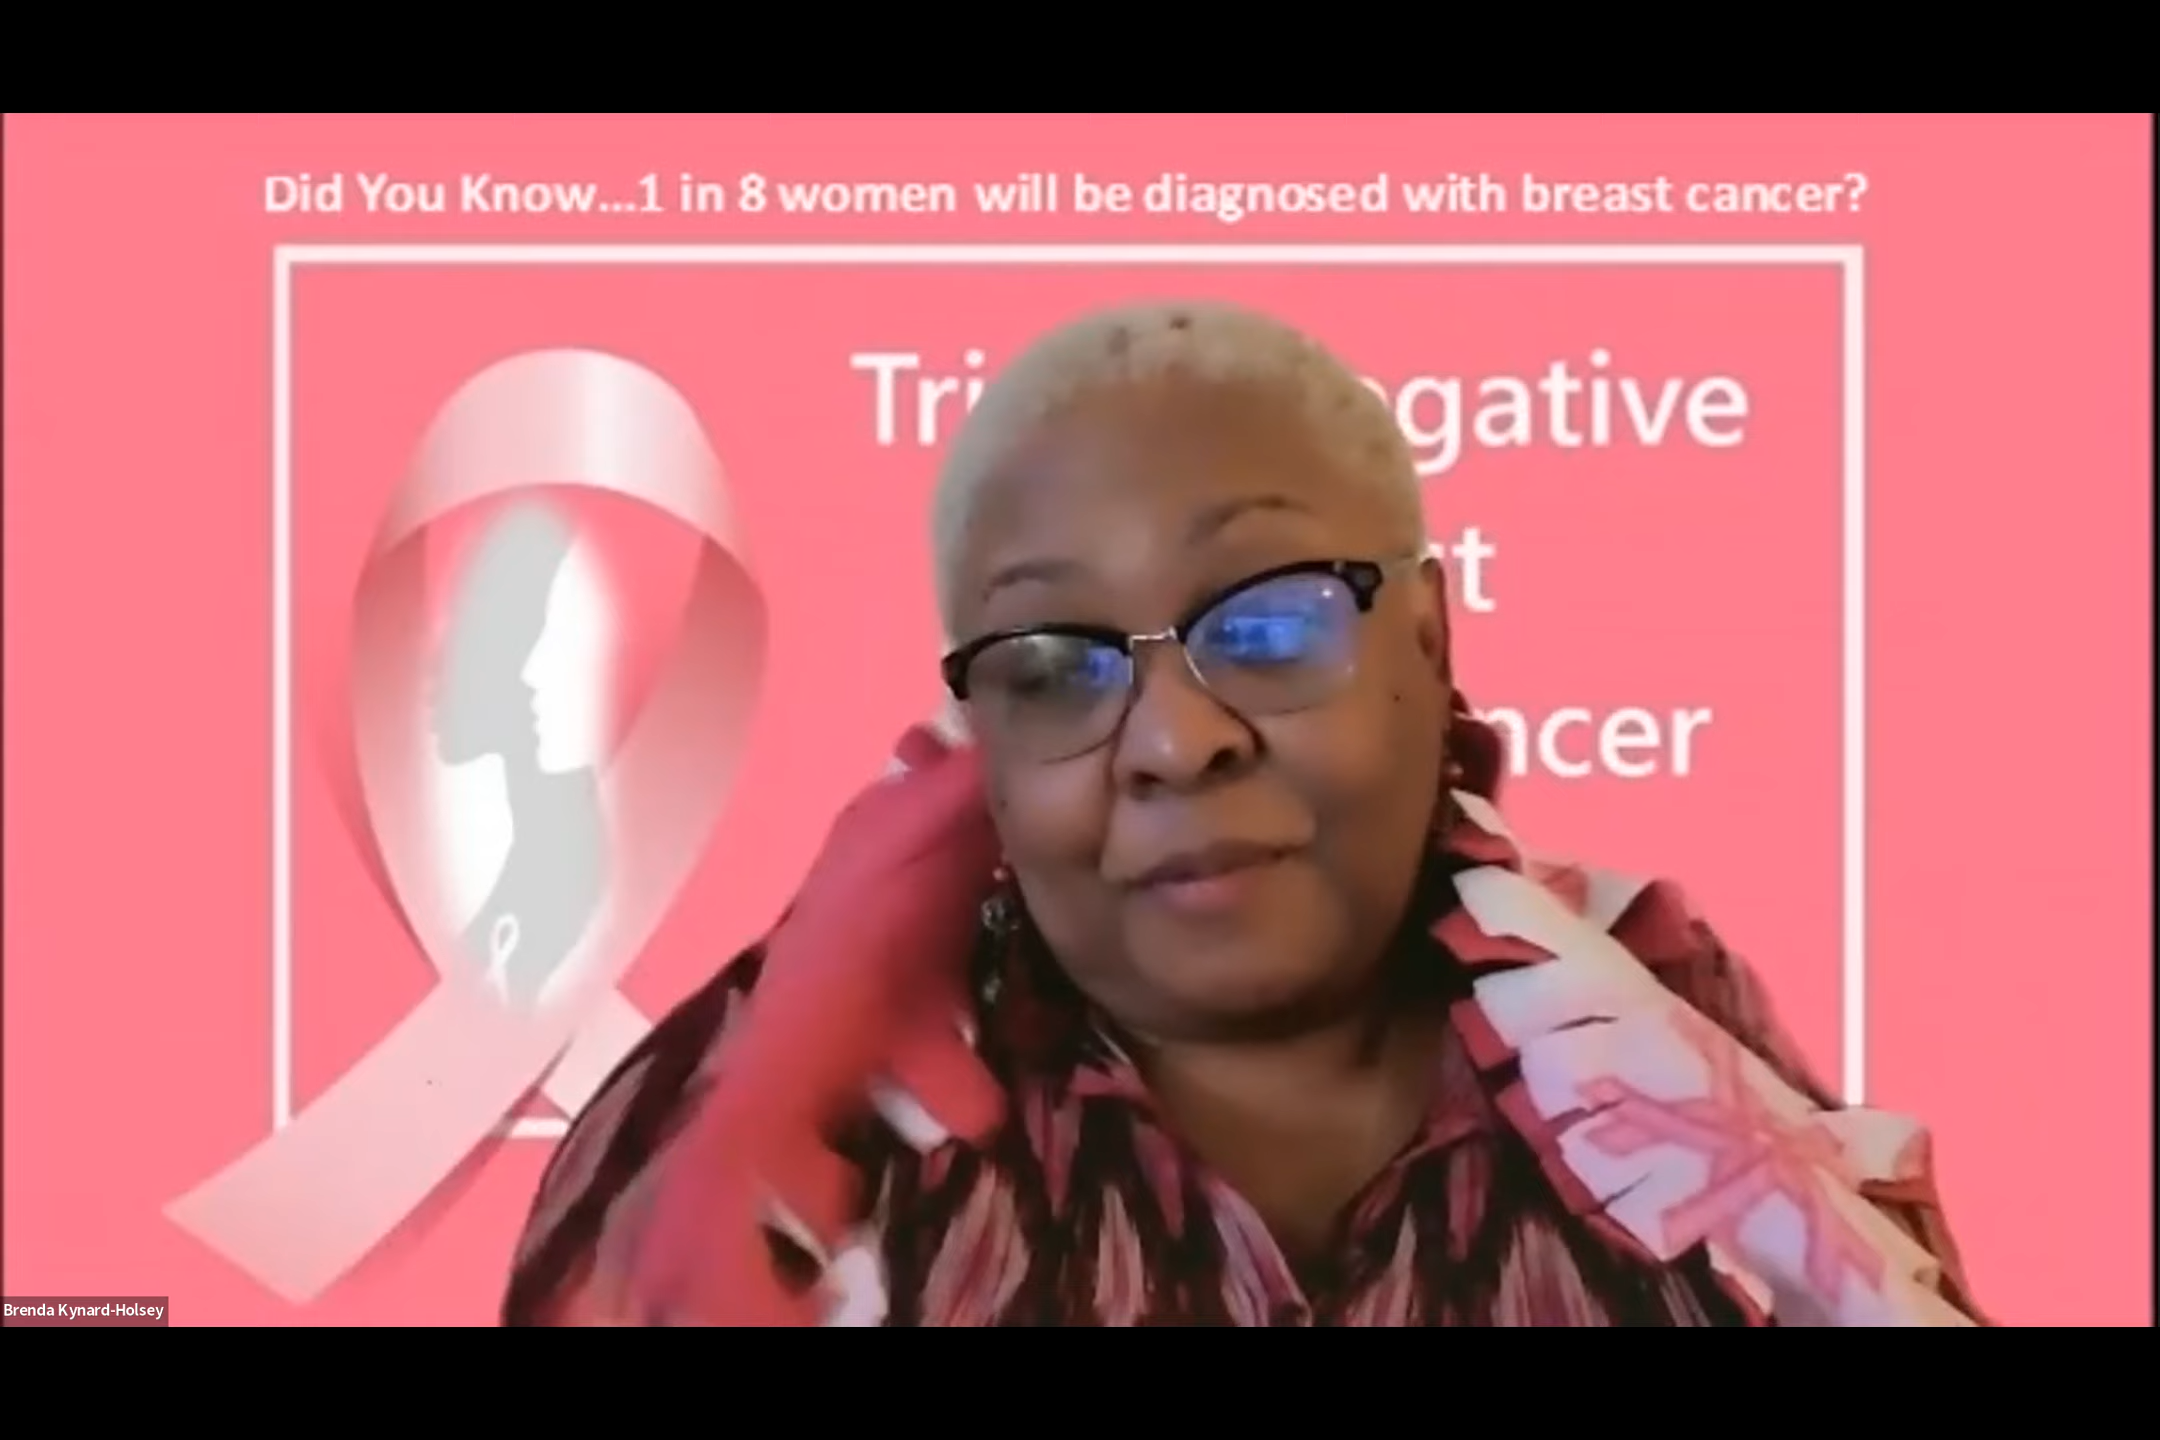 Did You Know...1 in 8 women will be diagnosed with breast cancer?
Tri egative
t
ncer
Brenda Kynard-Holsey